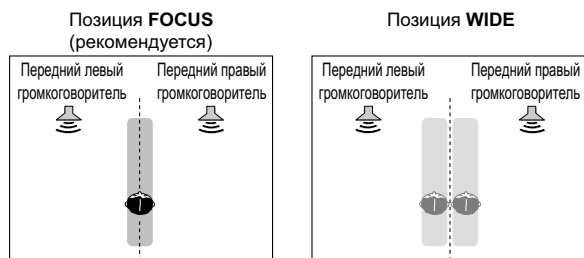 Позиция FOCUS
(рекомендуется)
Передний левый
громкоговоритель
Передний правый
громкоговоритель
Позиция WIDE
Передний левый
громкоговоритель
Передний правый
громкоговоритель